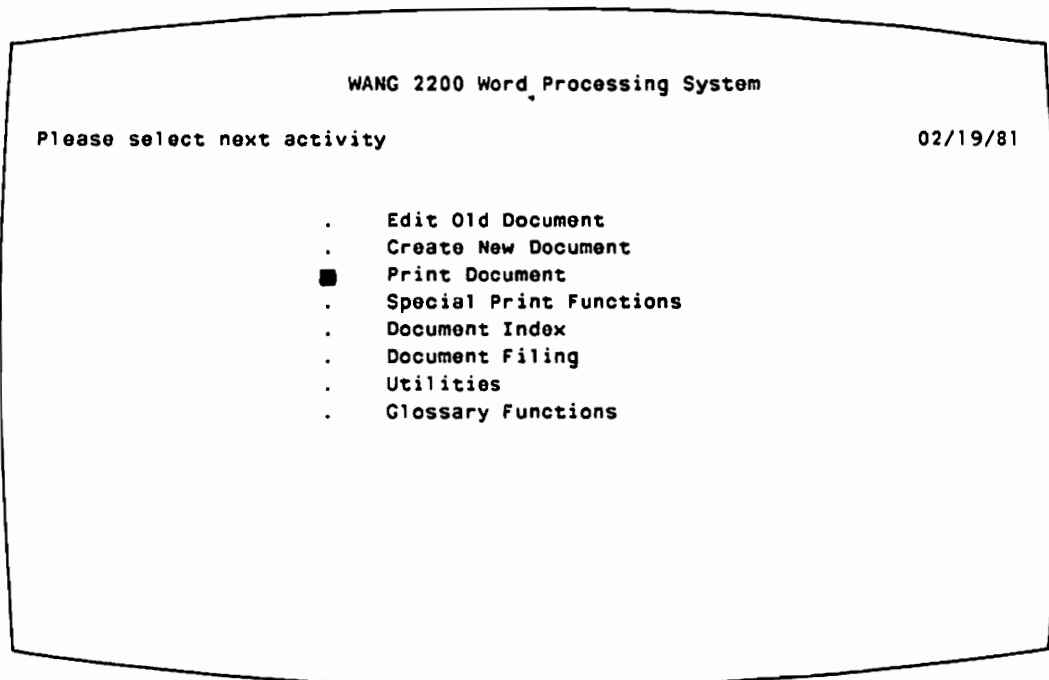 WANG 2200 Word Processing System
Please select next activity 02/19/81
. Edit Old Document
. Create New Document
■ Print Document
. Special Print Functions
. Document Index
. Document Filing
. Utilities
. Glossary Functions